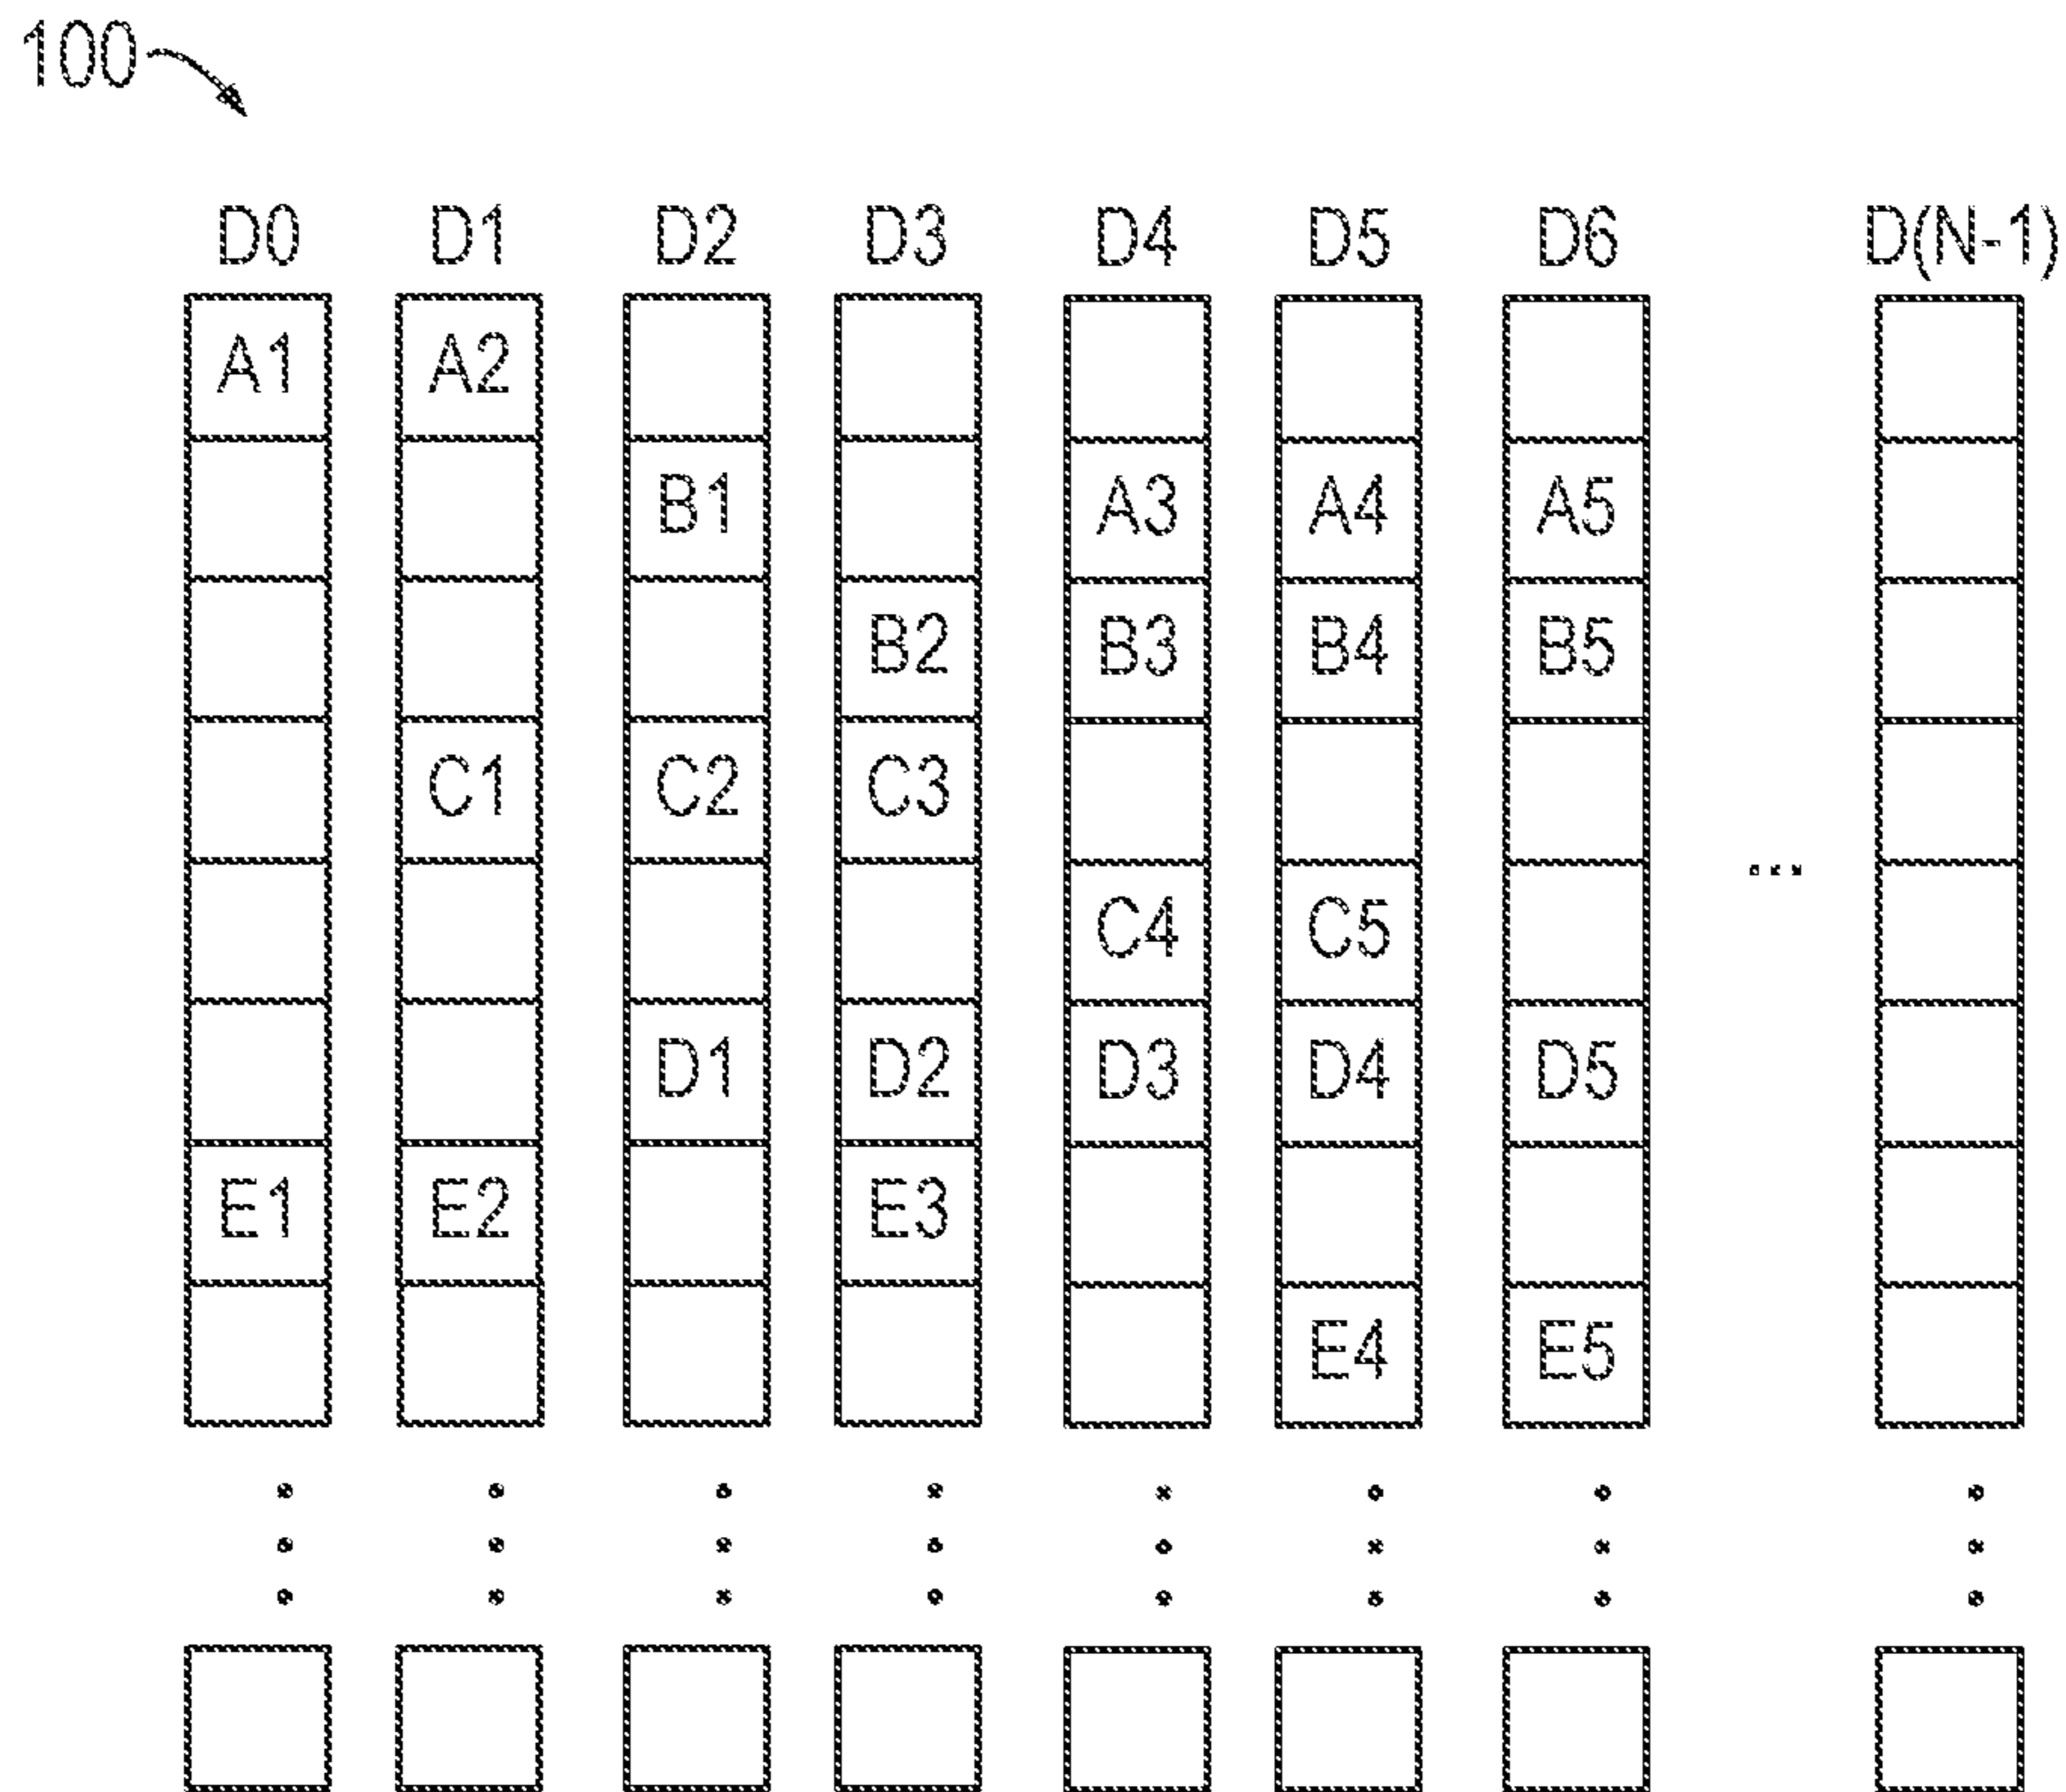 100
D0 D1 D2 D3 D4 D5 D6 D(N-1)
A1 A2
B1 A3 A4 A5
B2 B3 B4 B5
C1 C2 C3
...
C4 C5
D1 D2 D3 D4 D5
E1 E2 E3
E4 E5